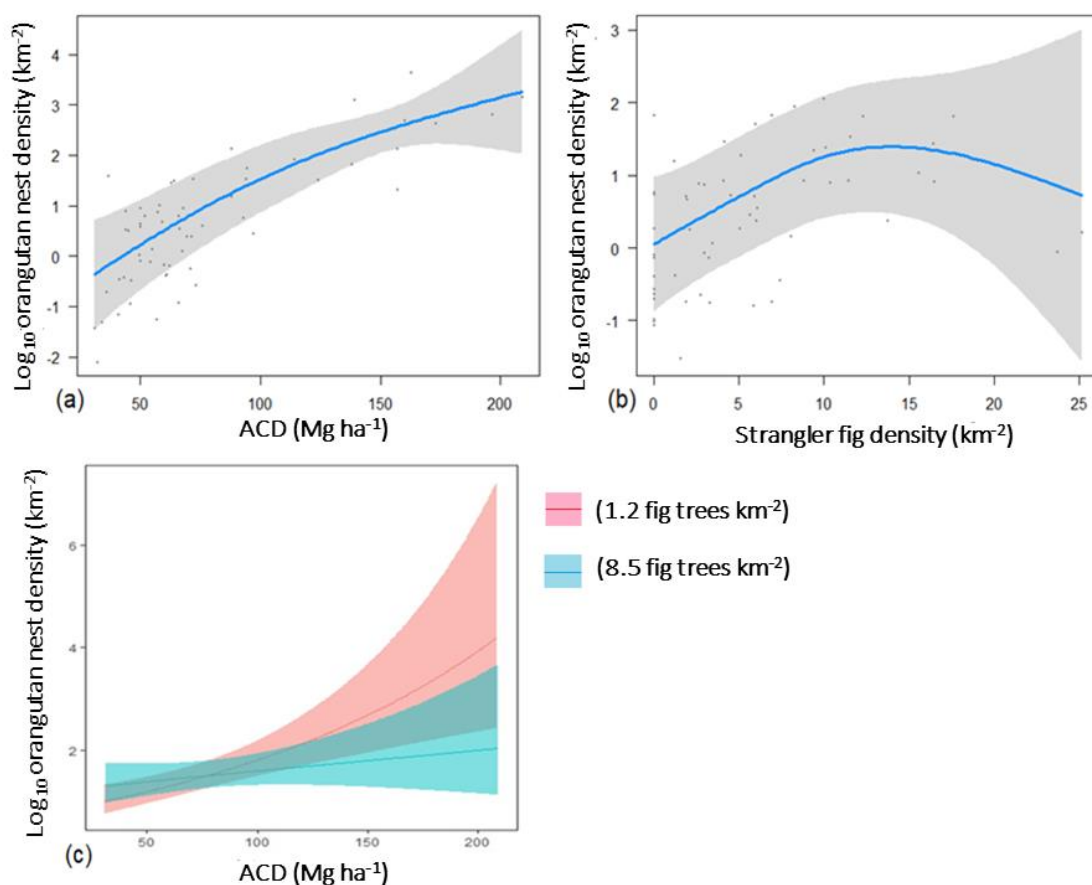 Log₁₀ orangutan nest density (km⁻²)
4
3
2
1
0
-1
-2
50
100
150
200
(a)
ACD (Mg ha⁻¹)
Log₁₀ orangutan nest density (km⁻²)
3
2
1
0
-1
0
5
10
15
20
25
(b)
Strangler fig density (km⁻²)
Log₁₀ orangutan nest density (km⁻²)
6
4
2
50
100
150
200
(c)
ACD (Mg ha⁻¹)
(1.2 fig trees km⁻²)
(8.5 fig trees km⁻²)